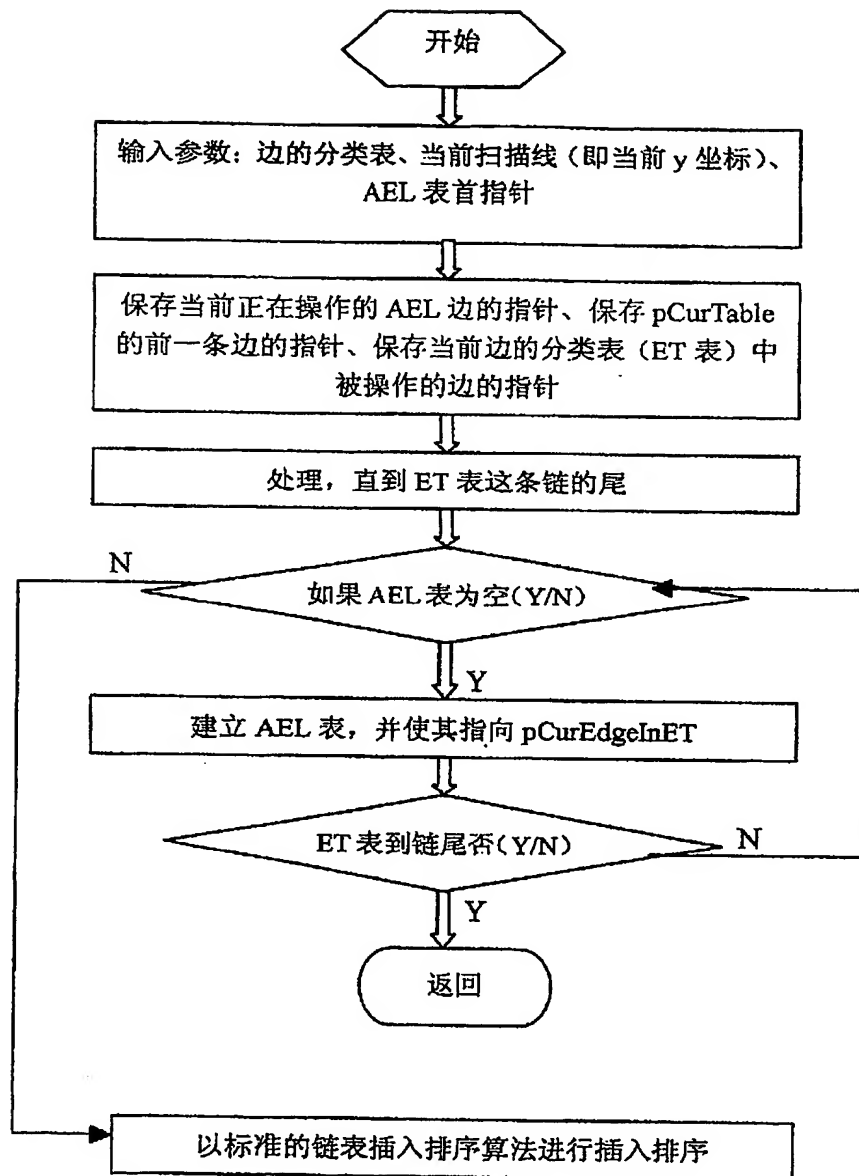 开始
输入参数：边的分类表、当前扫描线（即当前 y 坐标）、
AEL 表首指针
保存当前正在操作的 AEL 边的指针、保存 pCurTable
的前一条边的指针、保存当前边的分类表（ET 表）中
被操作的边的指针
处理，直到 ET 表这条链的尾
N
如果 AEL 表为空(Y/N)
Y
建立 AEL 表，并使其指向 pCurEdgeInET
ET 表到链尾否(Y/N)
N
Y
返回
以标准的链表插入排序算法进行插入排序